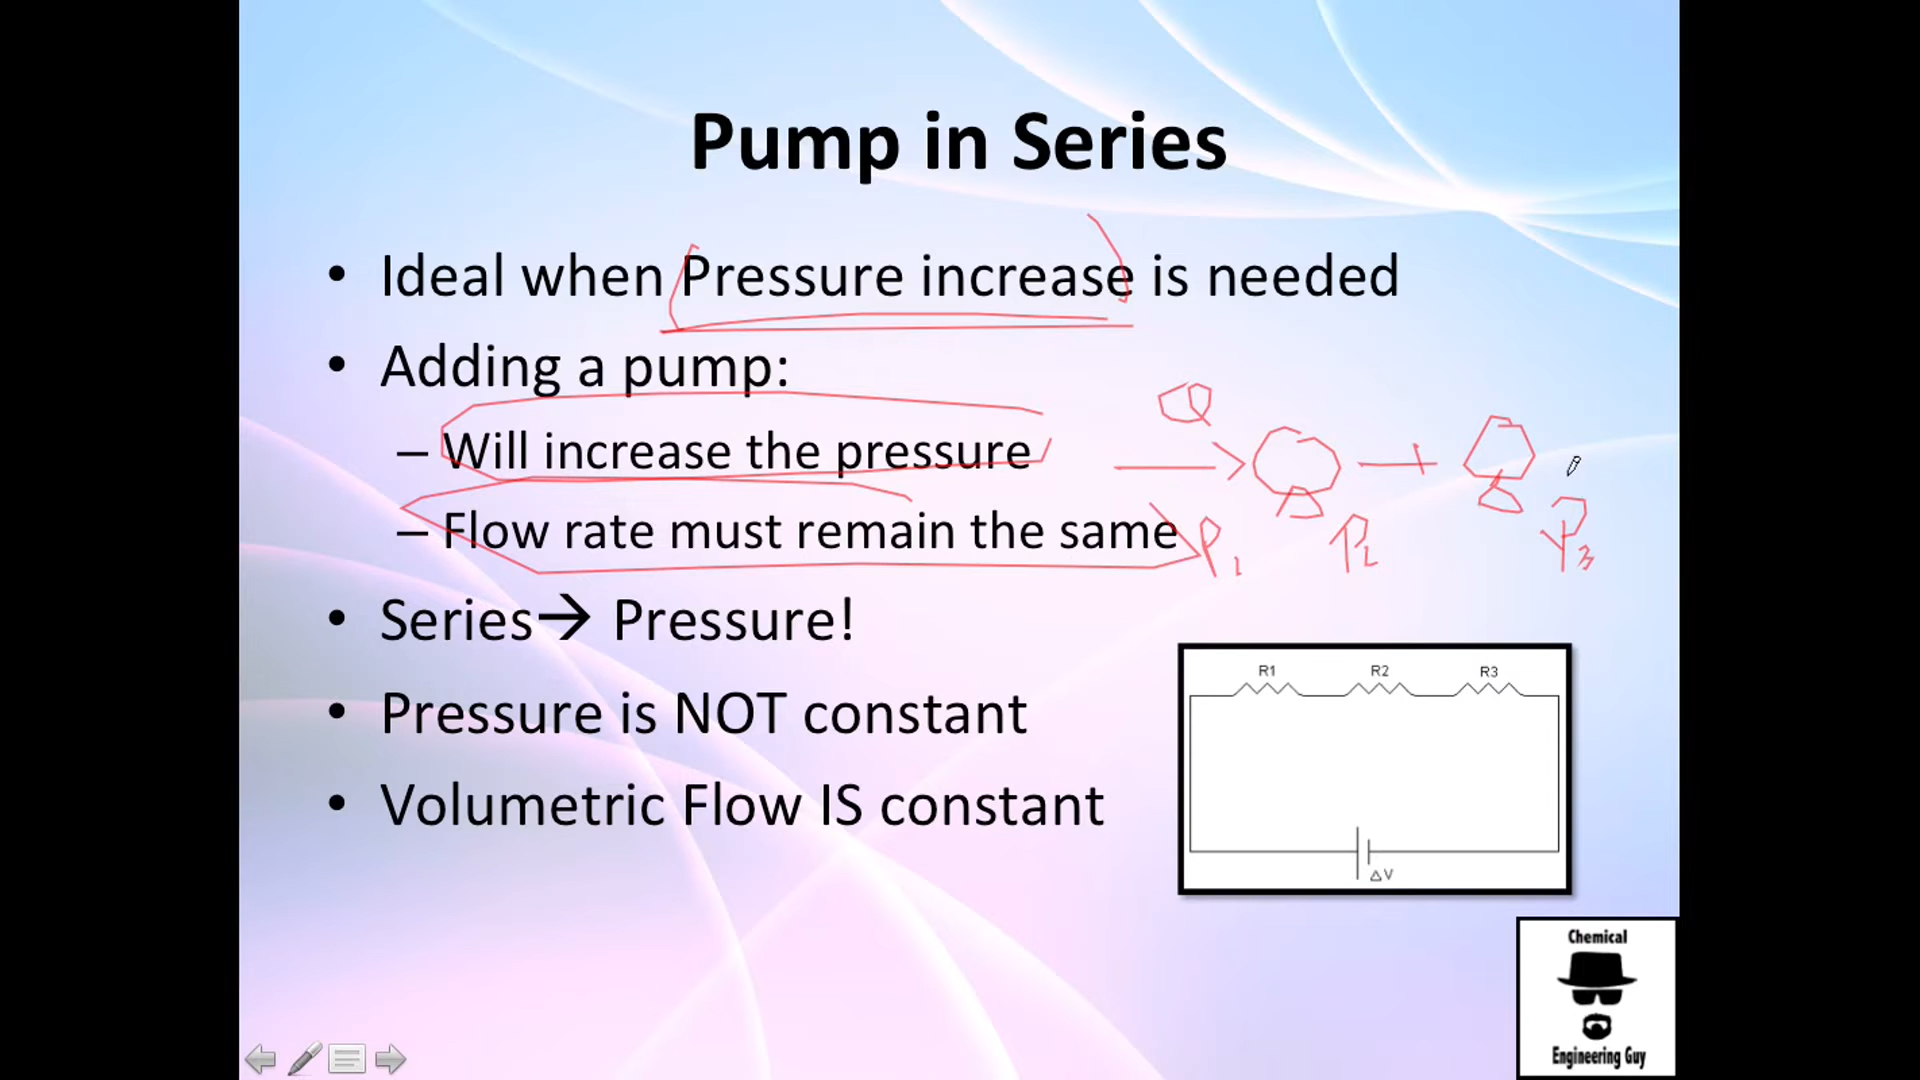 Pump in Series
• Ideal when Pressure increase is needed
• Adding a pump:
– Will increase the pressure
– Flow rate must remain the same
Q
P1
P2
P3
• Series→ Pressure!
• Pressure is NOT constant
• Volumetric Flow IS constant
R1 R2 R3
△V
Chemical
Engineering Guy